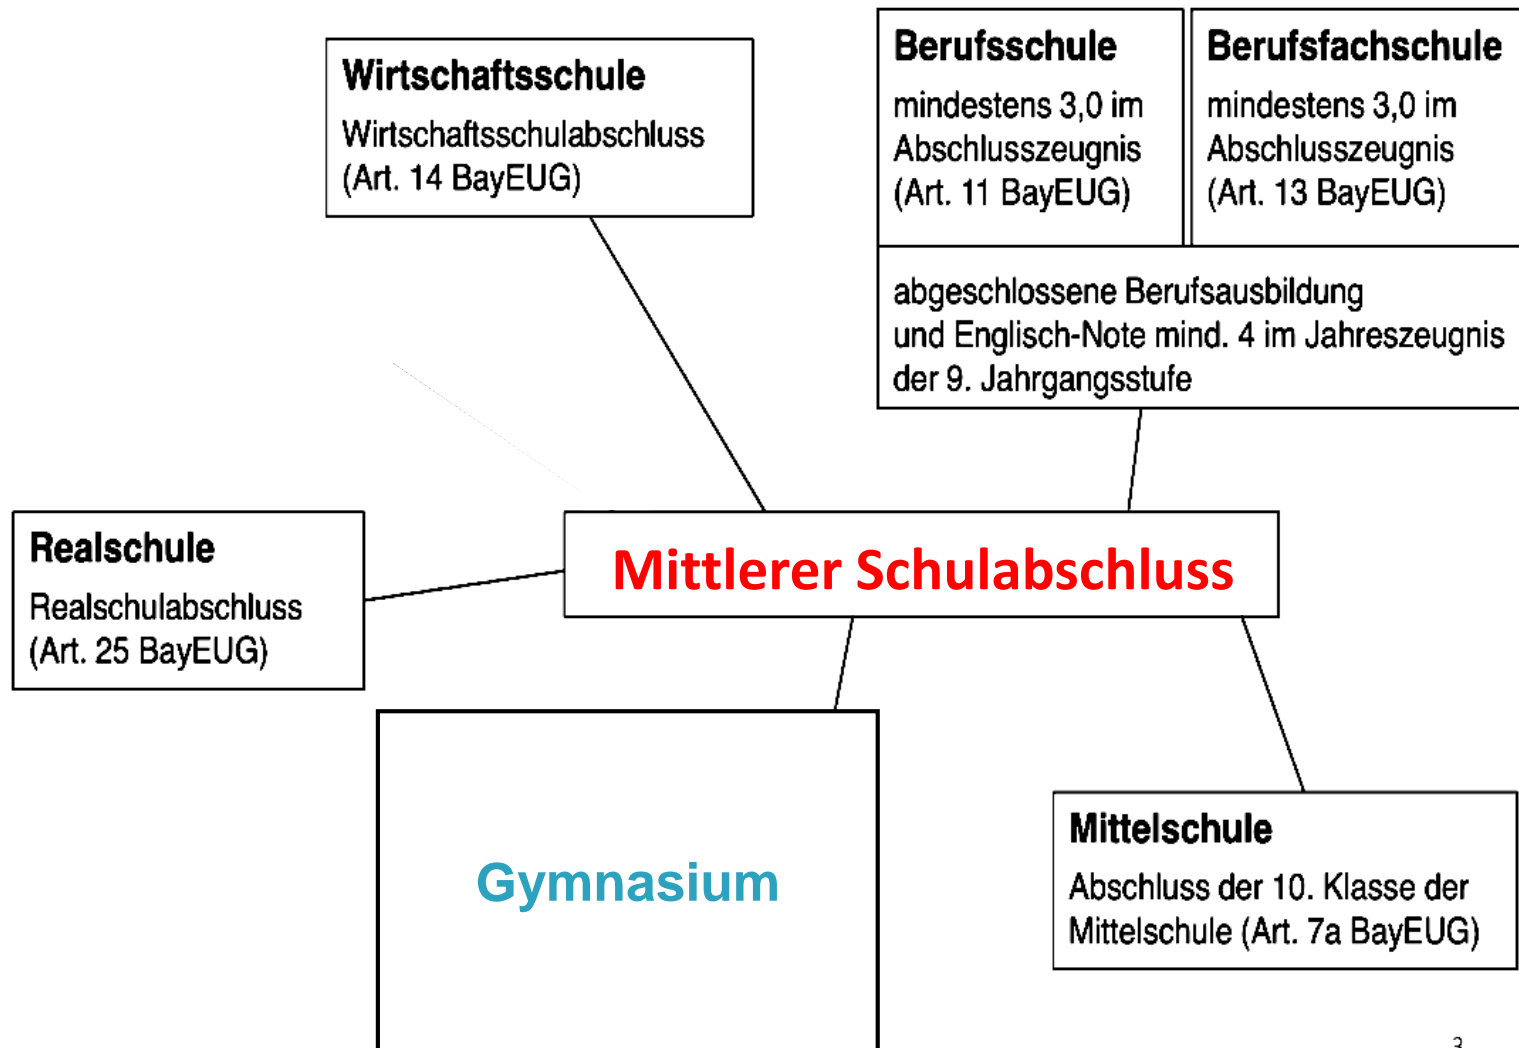 Wirtschaftsschule
Wirtschaftsschulabschluss
(Art. 14 BayEUG)
Berufsschule
mindestens 3,0 im
Abschlusszeugnis
(Art. 11 BayEUG)
Berufsfachschule
mindestens 3,0 im
Abschlusszeugnis
(Art. 13 BayEUG)
abgeschlossene Berufsausbildung
und Englisch-Note mind. 4 im Jahreszeugnis
der 9. Jahrgangsstufe
Realschule
Realschulabschluss
(Art. 25 BayEUG)
Mittlerer Schulabschluss
Gymnasium
Mittelschule
Abschluss der 10. Klasse der
Mittelschule (Art. 7a BayEUG)
3